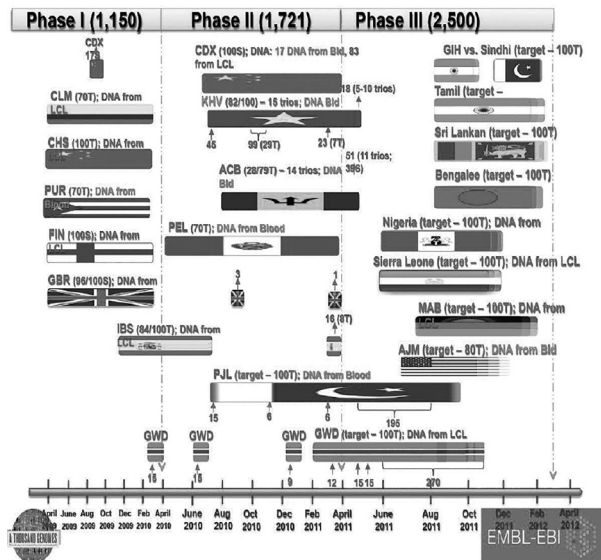 Phase I (1,150)
Phase II (1,721)
Phase III (2,500)
CDX
17S
CLM (70T); DNA from
LCL
CHS (100T); DNA from
LCL
PUR (70T); DNA from
Blood
FIN (100S); DNA from
LCL
GBR (96/100S); DNA from
IBS (84/100T); DNA from
LCL
CDX (100S); DNA: 17 DNA from Bld, 83
from LCL
18 (5-10 trios)
KHV (82/100) – 15 trios; DNA Bld
45
99 (29T)
23 (7T)
51 (11 trios;
ACB (28/79T) – 14 trios; DNA
Bld
PEL (70T); DNA from Blood
3
1
16 (8T)
PJL (target – 100T); DNA from Blood
15
6
6
195
GIH vs. Sindhi (target – 100T)
Tamil (target –
Sri Lankan (target – 100T)
Bengalee (target – 100T)
Nigeria (target – 100T); DNA from
Sierra Leone (target – 100T); DNA from LCL
MAB (target – 100T); DNA from
LCL
AJM (target – 80T); DNA from Bld
GWD
15
GWD
15
GWD
9
GWD (target – 100T); DNA from LCL
12
15
15
270
April
2009
June
2009
Aug
2009
Oct
2009
Dec
2009
Feb
2010
April
2010
June
2010
Aug
2010
Oct
2010
Dec
2010
Feb
2011
April
2011
June
2011
Aug
2011
Oct
2011
Dec
2011
Feb
2012
April
2012
A THOUSAND GENOMES
EMBL-EBI